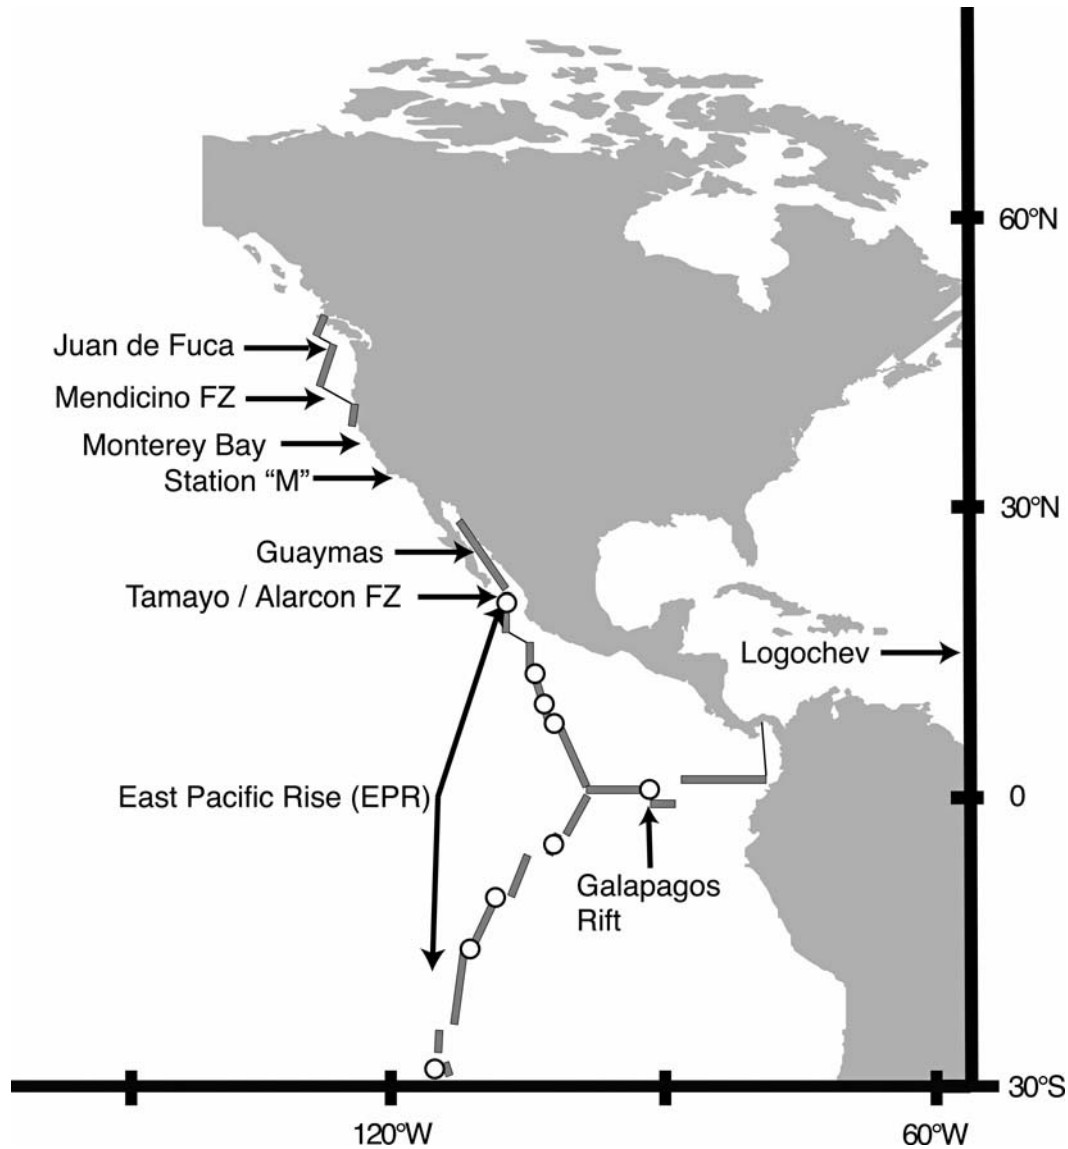 60°N
Juan de Fuca
Mendicino FZ
Monterey Bay
Station “M”
30°N
Guaymas
Tamayo / Alarcon FZ
Logochev
East Pacific Rise (EPR)
0
Galapagos
Rift
30°S
120°W
60°W